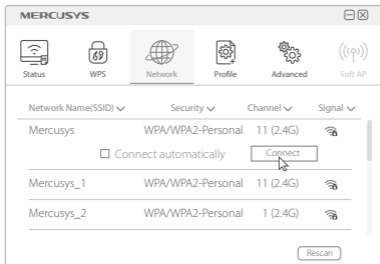 MERCUSYS
Status WPS Network Profile Advanced Soft AP
Network Name(SSID) Security Channel Signal
Mercusys WPA/WPA2-Personal 11 (2.4G)
Connect automatically Connect
Mercusys_1 WPA/WPA2-Personal 11 (2.4G)
Mercusys_2 WPA/WPA2-Personal 1 (2.4G)
Rescan